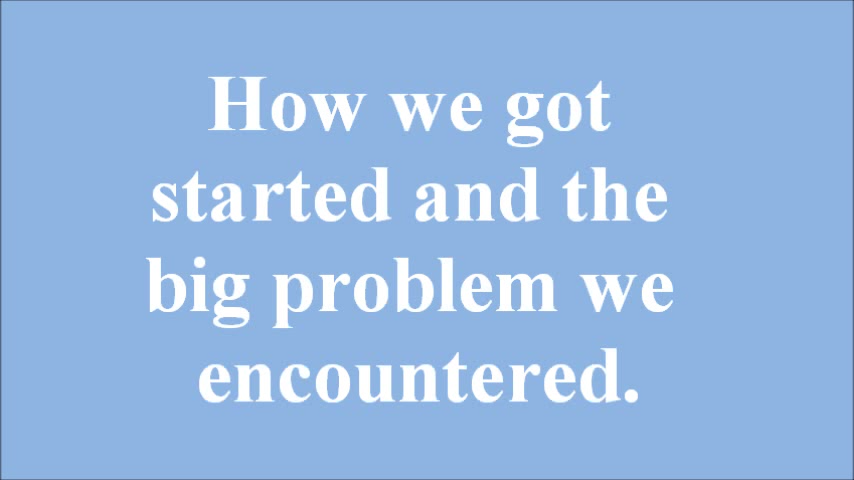 How we got
started and the
big problem we
encountered.